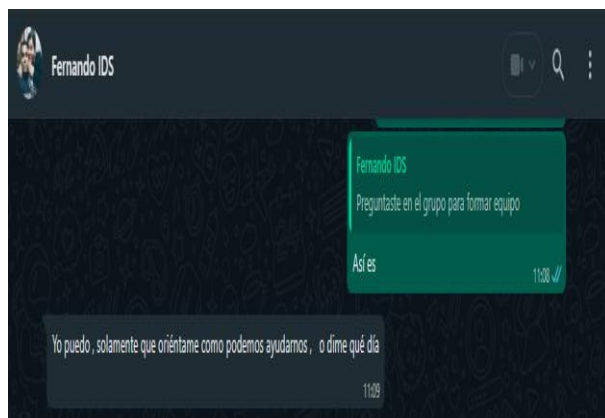 Fernando IDS
Fernando IDS
Preguntaste en el grupo para formar equipo
Así es
11:08
Yo puedo , solamente que oriéntame como podemos ayudarnos , o dime qué día
11:09